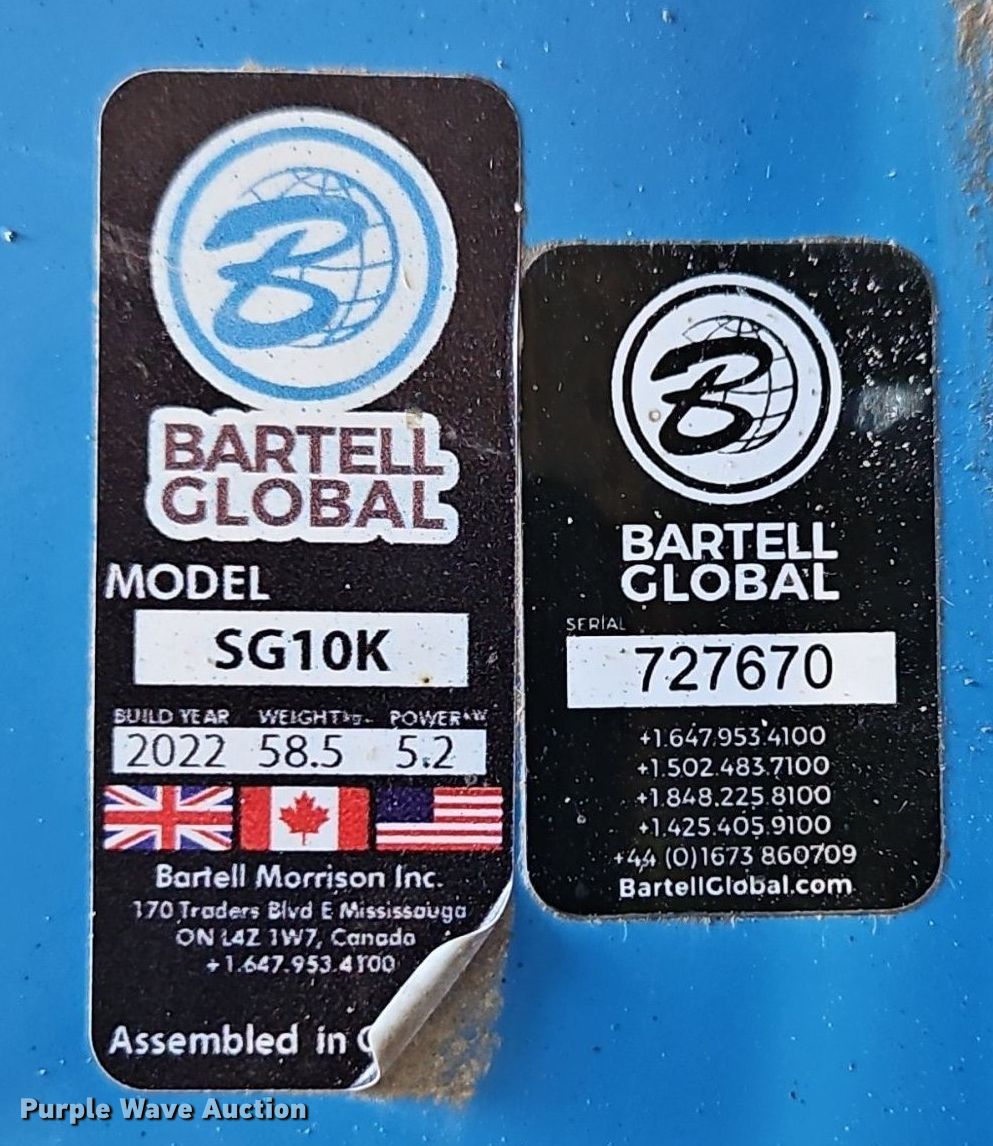 BARTELL
GLOBAL
MODEL
SG10K
BUILD YEAR WEIGHTkg. POWERkW
2022 58.5 5.2
Bartell Morrison Inc.
170 Traders Blvd E Mississauga
ON L4Z 1W7, Canada
+1.647.953.4100
Assembled in
B
BARTELL
GLOBAL
SERIAL
727670
+1.647.953.4100
+1.502.483.7100
+1.848.225.8100
+1.425.405.9100
+44 (0)1673 860709
BartellGlobal.com
Purple Wave Auction